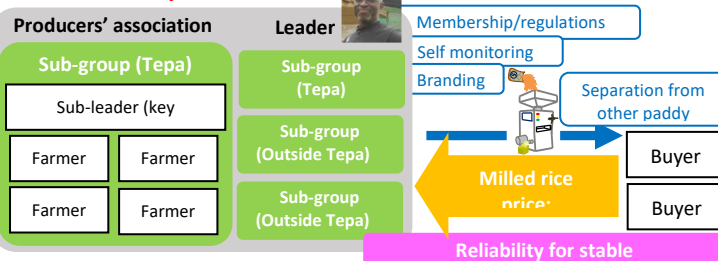 Producers’ association
Leader
Sub-group (Tepa)
Sub-leader (key
Farmer
Farmer
Farmer
Farmer
Sub-group
(Tepa)
Sub-group
(Outside Tepa)
Sub-group
(Outside Tepa)
Membership/regulations
Self monitoring
Branding
Separation from
other paddy
Milled rice
price:
Buyer
Buyer
Reliability for stable